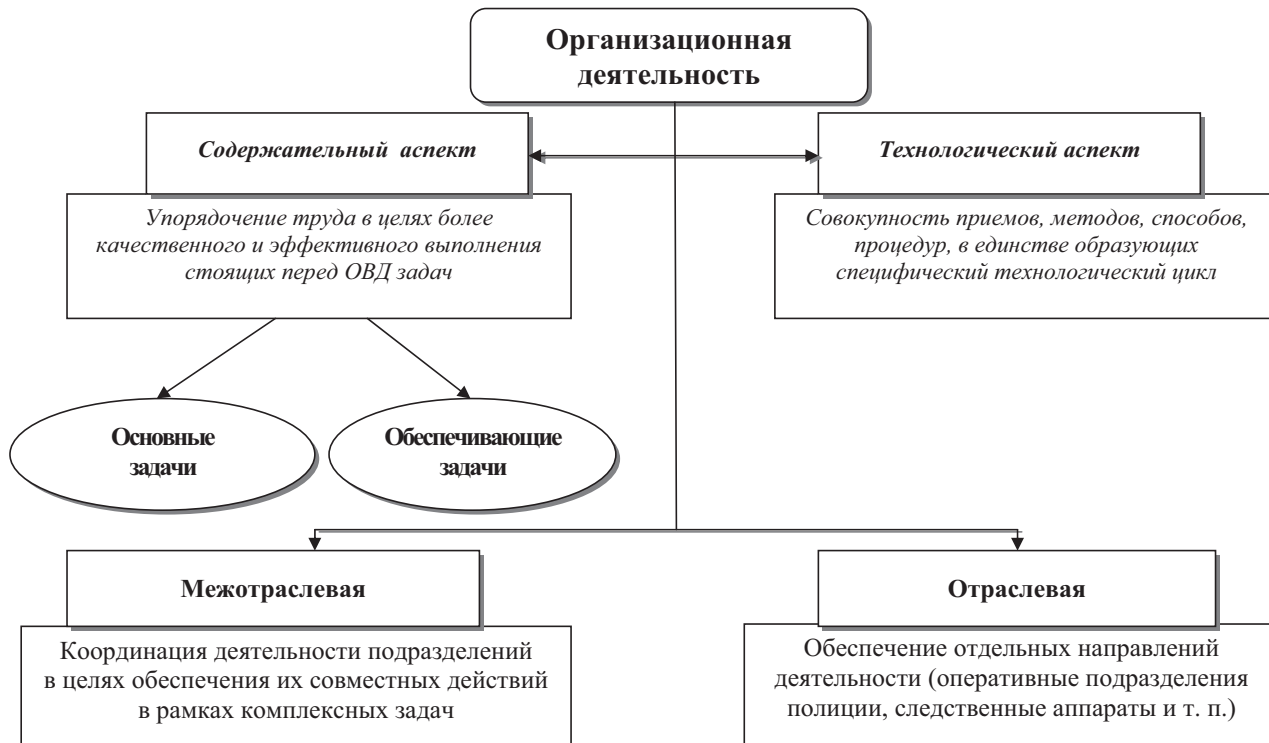 Организационная
деятельность
Содержательный аспект
Технологический аспект
Упорядочение труда в целях более
качественного и эффективного выполнения
стоящих перед ОВД задач
Совокупность приемов, методов, способов,
процедур, в единстве образующих
специфический технологический цикл
Основные
задачи
Обеспечивающие
задачи
Межотраслевая
Отраслевая
Координация деятельности подразделений
в целях обеспечения их совместных действий
в рамках комплексных задач
Обеспечение отдельных направлений
деятельности (оперативные подразделения
полиции, следственные аппараты и т. п.)